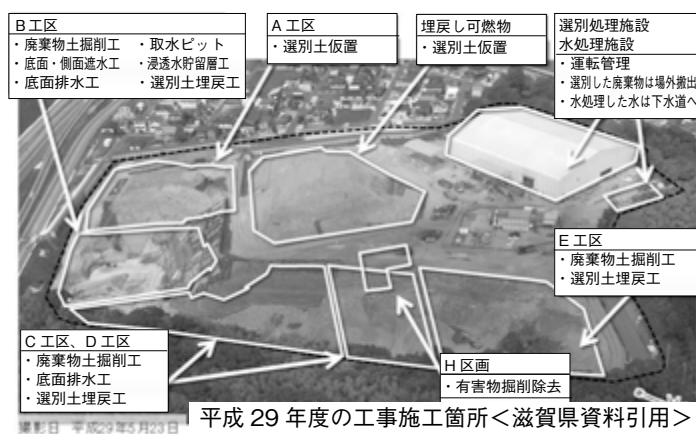 B工区
・廃棄物土掘削工 ・取水ピット
・底面・側面遮水工 ・浸透水貯留層工
・底面排水工 ・選別土埋戻工
A工区
・選別土仮置
埋戻し可燃物
・選別土仮置
選別処理施設
水処理施設
・運転管理
・選別した廃棄物は場外搬出
・水処理した水は下水道へ
E工区
・廃棄物土掘削工
・選別土埋戻工
C工区、D工区
・廃棄物土掘削工
・底面排水工
・選別土埋戻工
H区画
・有害物掘削除去
撮影日 平成29年5月23日
平成 29 年度の工事施工箇所＜滋賀県資料引用＞